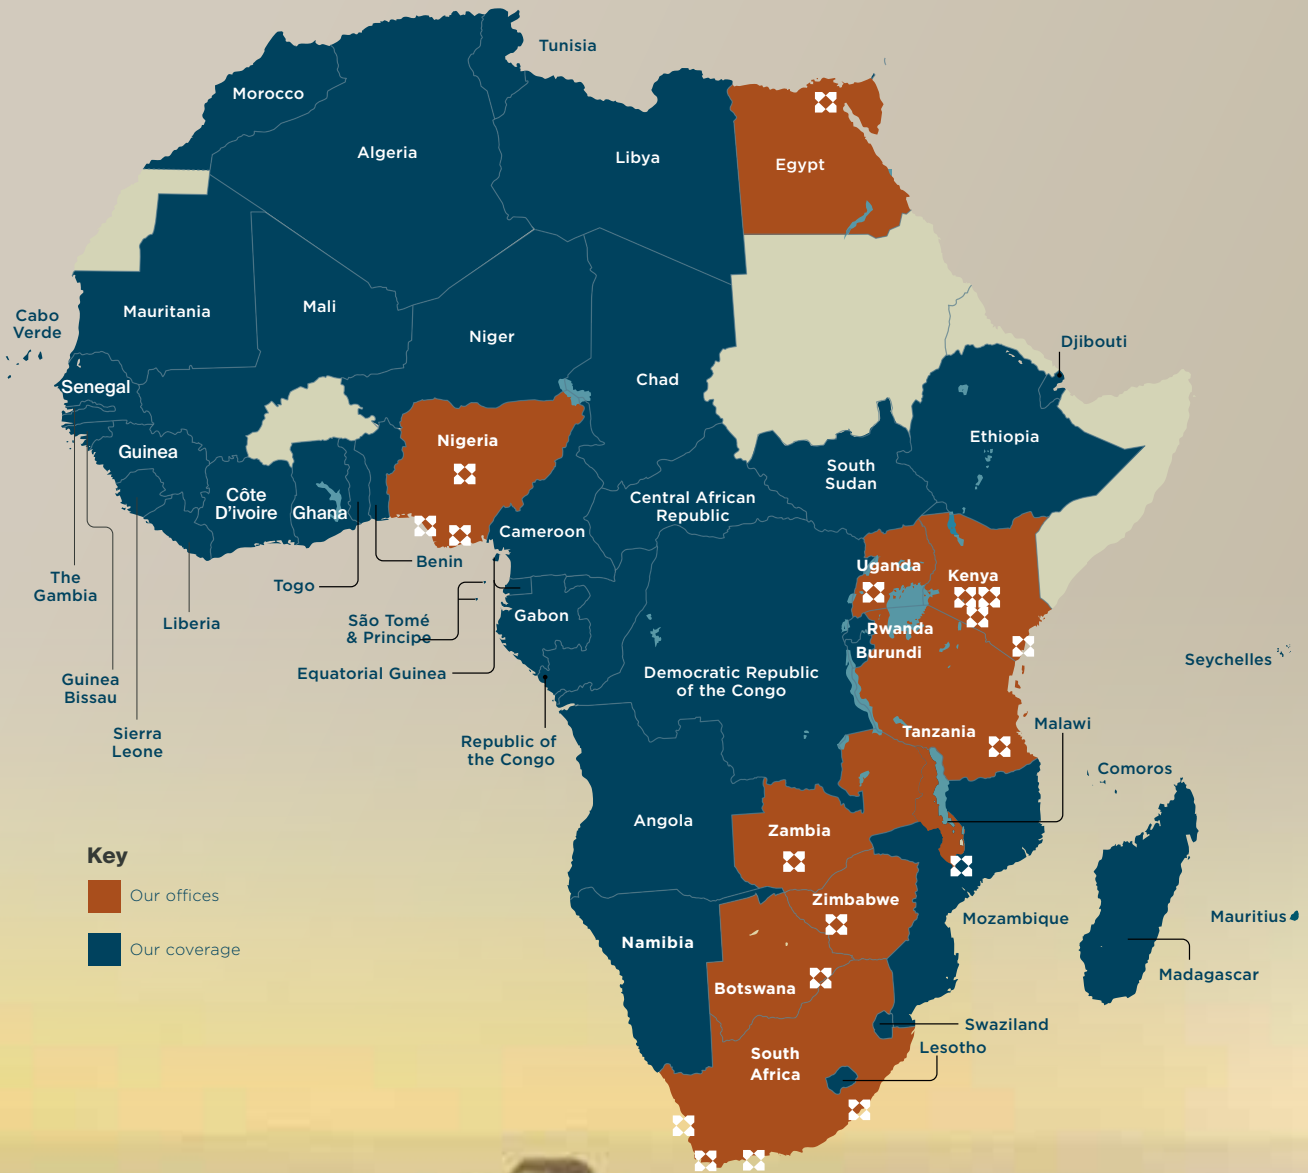 Tunisia
Morocco
Algeria
Libya
Egypt
Cabo
Verde
Mauritania
Mali
Niger
Chad
Djibouti
Senegal
Nigeria
Ethiopia
Guinea
South
Sudan
Côte
D'ivoire
Ghana
Central African
Republic
Cameroon
Benin
Uganda
Kenya
The
Gambia
Togo
Liberia
São Tomé
& Principe
Gabon
Rwanda
Burundi
Seychelles
Equatorial Guinea
Guinea
Bissau
Democratic Republic
of the Congo
Sierra
Leone
Republic of
the Congo
Tanzania
Malawi
Comoros
Angola
Zambia
Key
Our offices
Our coverage
Zimbabwe
Mozambique
Mauritius
Namibia
Madagascar
Botswana
Swaziland
Lesotho
South
Africa